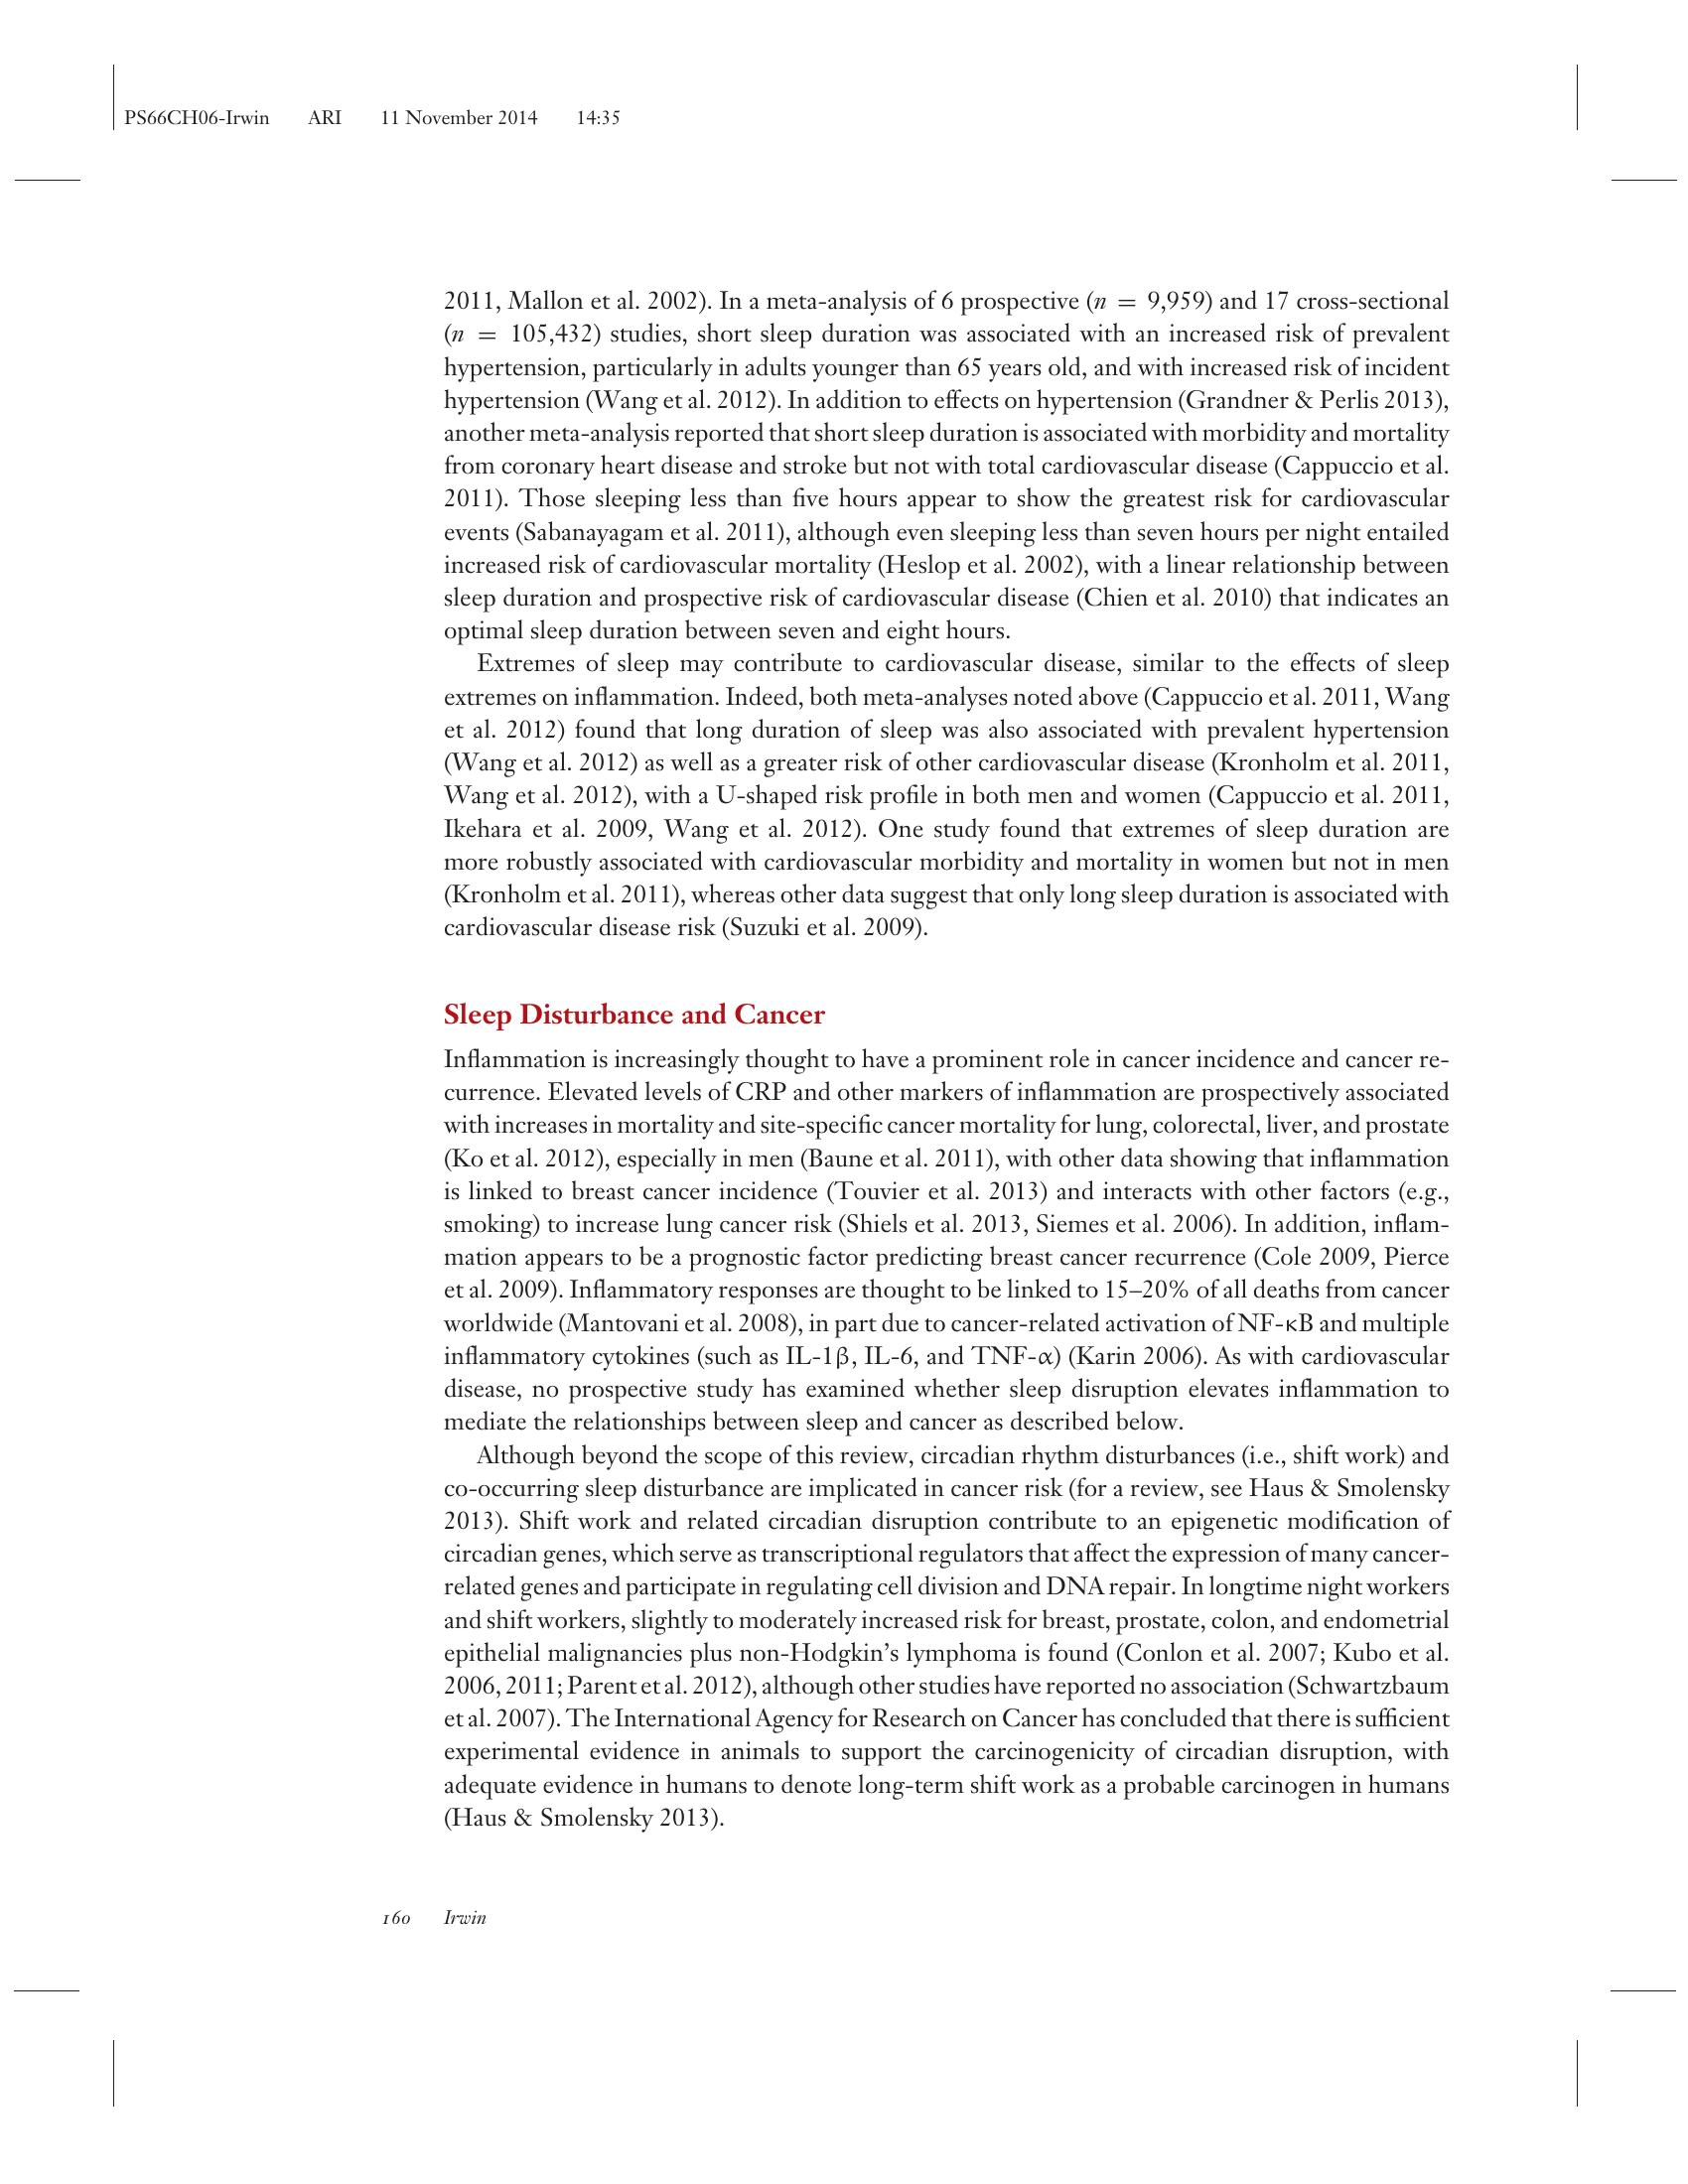 PS66CH06-Irwin ARI 11 November 2014 14:35
2011, Mallon et al. 2002). In a meta-analysis of 6 prospective (n = 9,959) and 17 cross-sectional
(n = 105,432) studies, short sleep duration was associated with an increased risk of prevalent
hypertension, particularly in adults younger than 65 years old, and with increased risk of incident
hypertension (Wang et al. 2012). In addition to effects on hypertension (Grandner & Perlis 2013),
another meta-analysis reported that short sleep duration is associated with morbidity and mortality
from coronary heart disease and stroke but not with total cardiovascular disease (Cappuccio et al.
2011). Those sleeping less than five hours appear to show the greatest risk for cardiovascular
events (Sabanayagam et al. 2011), although even sleeping less than seven hours per night entailed
increased risk of cardiovascular mortality (Heslop et al. 2002), with a linear relationship between
sleep duration and prospective risk of cardiovascular disease (Chien et al. 2010) that indicates an
optimal sleep duration between seven and eight hours.
Extremes of sleep may contribute to cardiovascular disease, similar to the effects of sleep
extremes on inflammation. Indeed, both meta-analyses noted above (Cappuccio et al. 2011, Wang
et al. 2012) found that long duration of sleep was also associated with prevalent hypertension
(Wang et al. 2012) as well as a greater risk of other cardiovascular disease (Kronholm et al. 2011,
Wang et al. 2012), with a U-shaped risk profile in both men and women (Cappuccio et al. 2011,
Ikehara et al. 2009, Wang et al. 2012). One study found that extremes of sleep duration are
more robustly associated with cardiovascular morbidity and mortality in women but not in men
(Kronholm et al. 2011), whereas other data suggest that only long sleep duration is associated with
cardiovascular disease risk (Suzuki et al. 2009).
Sleep Disturbance and Cancer
Inflammation is increasingly thought to have a prominent role in cancer incidence and cancer re-
currence. Elevated levels of CRP and other markers of inflammation are prospectively associated
with increases in mortality and site-specific cancer mortality for lung, colorectal, liver, and prostate
(Ko et al. 2012), especially in men (Baune et al. 2011), with other data showing that inflammation
is linked to breast cancer incidence (Touvier et al. 2013) and interacts with other factors (e.g.,
smoking) to increase lung cancer risk (Shiels et al. 2013, Siemes et al. 2006). In addition, inflam-
mation appears to be a prognostic factor predicting breast cancer recurrence (Cole 2009, Pierce
et al. 2009). Inflammatory responses are thought to be linked to 15–20% of all deaths from cancer
worldwide (Mantovani et al. 2008), in part due to cancer-related activation of NF-κB and multiple
inflammatory cytokines (such as IL-1β, IL-6, and TNF-α) (Karin 2006). As with cardiovascular
disease, no prospective study has examined whether sleep disruption elevates inflammation to
mediate the relationships between sleep and cancer as described below.
Although beyond the scope of this review, circadian rhythm disturbances (i.e., shift work) and
co-occurring sleep disturbance are implicated in cancer risk (for a review, see Haus & Smolensky
2013). Shift work and related circadian disruption contribute to an epigenetic modification of
circadian genes, which serve as transcriptional regulators that affect the expression of many cancer-
related genes and participate in regulating cell division and DNA repair. In longtime night workers
and shift workers, slightly to moderately increased risk for breast, prostate, colon, and endometrial
epithelial malignancies plus non-Hodgkin’s lymphoma is found (Conlon et al. 2007; Kubo et al.
2006, 2011; Parent et al. 2012), although other studies have reported no association (Schwartzbaum
et al. 2007). The International Agency for Research on Cancer has concluded that there is sufficient
experimental evidence in animals to support the carcinogenicity of circadian disruption, with
adequate evidence in humans to denote long-term shift work as a probable carcinogen in humans
(Haus & Smolensky 2013).
160 Irwin